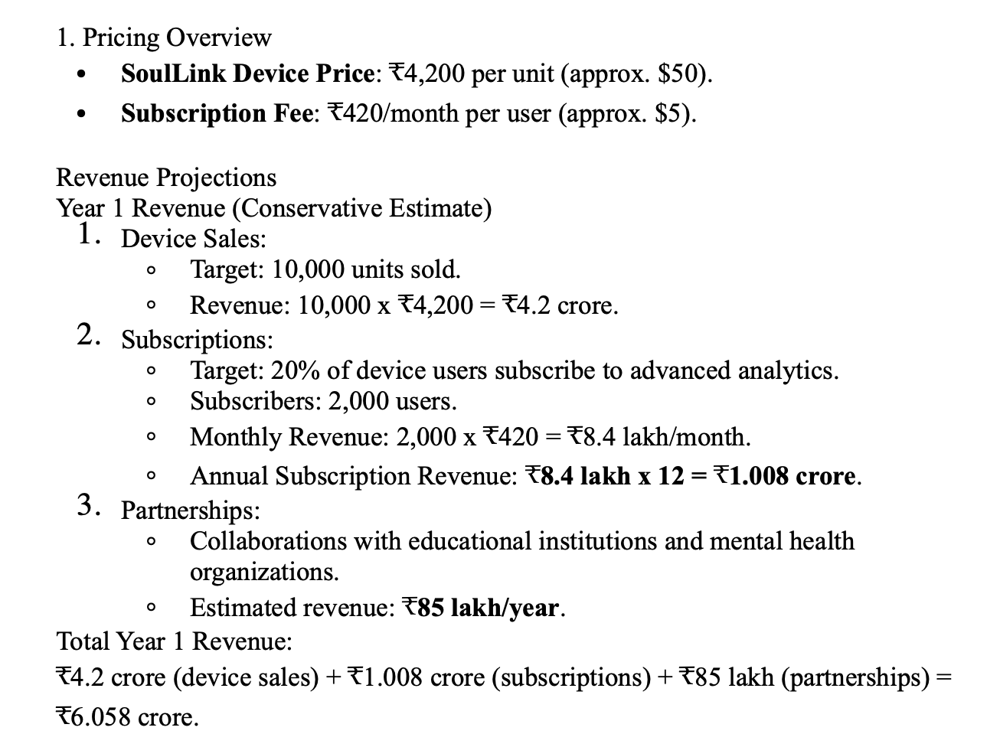 1. Pricing Overview
• SoulLink Device Price: ₹4,200 per unit (approx. $50).
• Subscription Fee: ₹420/month per user (approx. $5).
Revenue Projections
Year 1 Revenue (Conservative Estimate)
1. Device Sales:
○ Target: 10,000 units sold.
○ Revenue: 10,000 x ₹4,200 = ₹4.2 crore.
2. Subscriptions:
○ Target: 20% of device users subscribe to advanced analytics.
○ Subscribers: 2,000 users.
○ Monthly Revenue: 2,000 x ₹420 = ₹8.4 lakh/month.
○ Annual Subscription Revenue: ₹8.4 lakh x 12 = ₹1.008 crore.
3. Partnerships:
○ Collaborations with educational institutions and mental health
organizations.
○ Estimated revenue: ₹85 lakh/year.
Total Year 1 Revenue:
₹4.2 crore (device sales) + ₹1.008 crore (subscriptions) + ₹85 lakh (partnerships) =
₹6.058 crore.